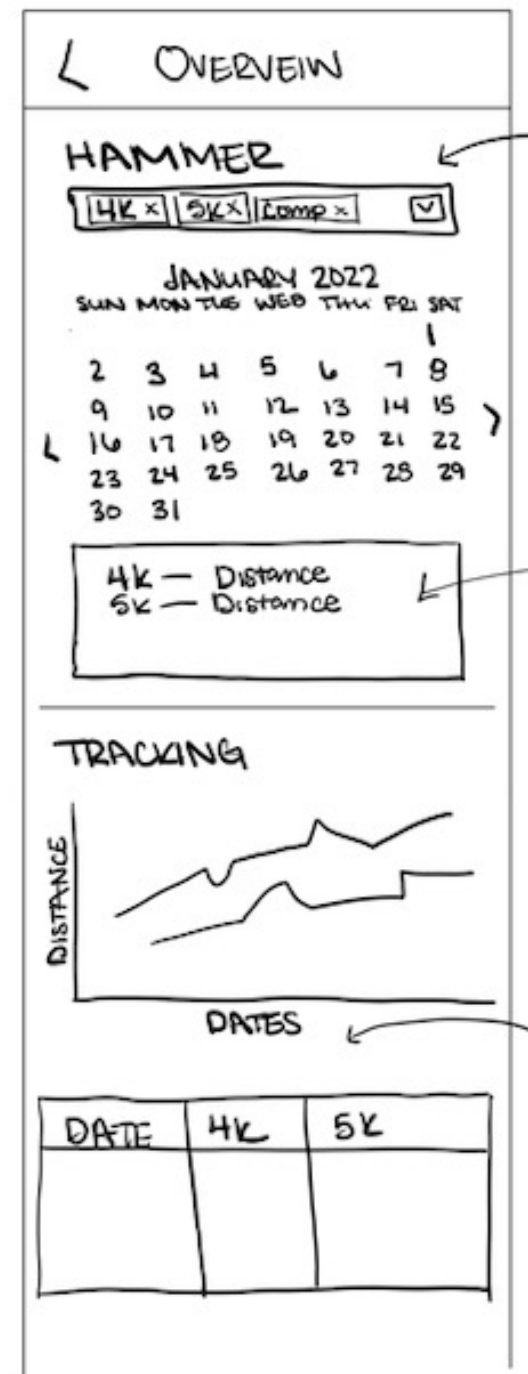 < OVERVEIW
HAMMER
4K x 5K x Comp x
JANUARY 2022
SUN MON TUE WED THU FRI SAT
1
2 3 4 5 6 7 8
9 10 11 12 13 14 15
< 16 17 18 19 20 21 22 >
23 24 25 26 27 28 29
30 31
4K — Distance
5K — Distance
TRACKING
DISTANCE
DATES
DATE 4K 5K